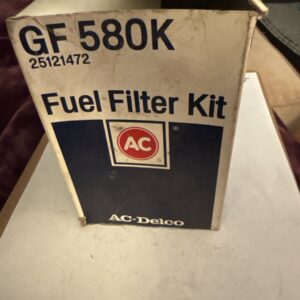 GF 580K
25121472
Fuel Filter Kit
AC
®
AC-Delco